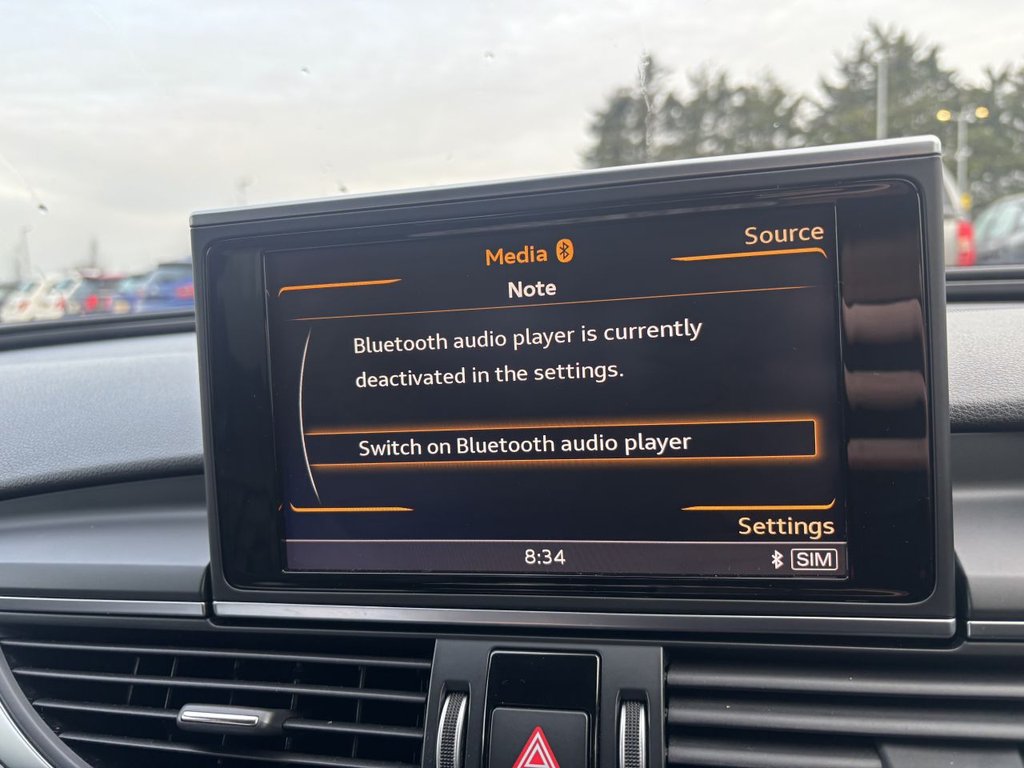 Media
Source
Note
Bluetooth audio player is currently
deactivated in the settings.
Switch on Bluetooth audio player
Settings
8:34
SIM